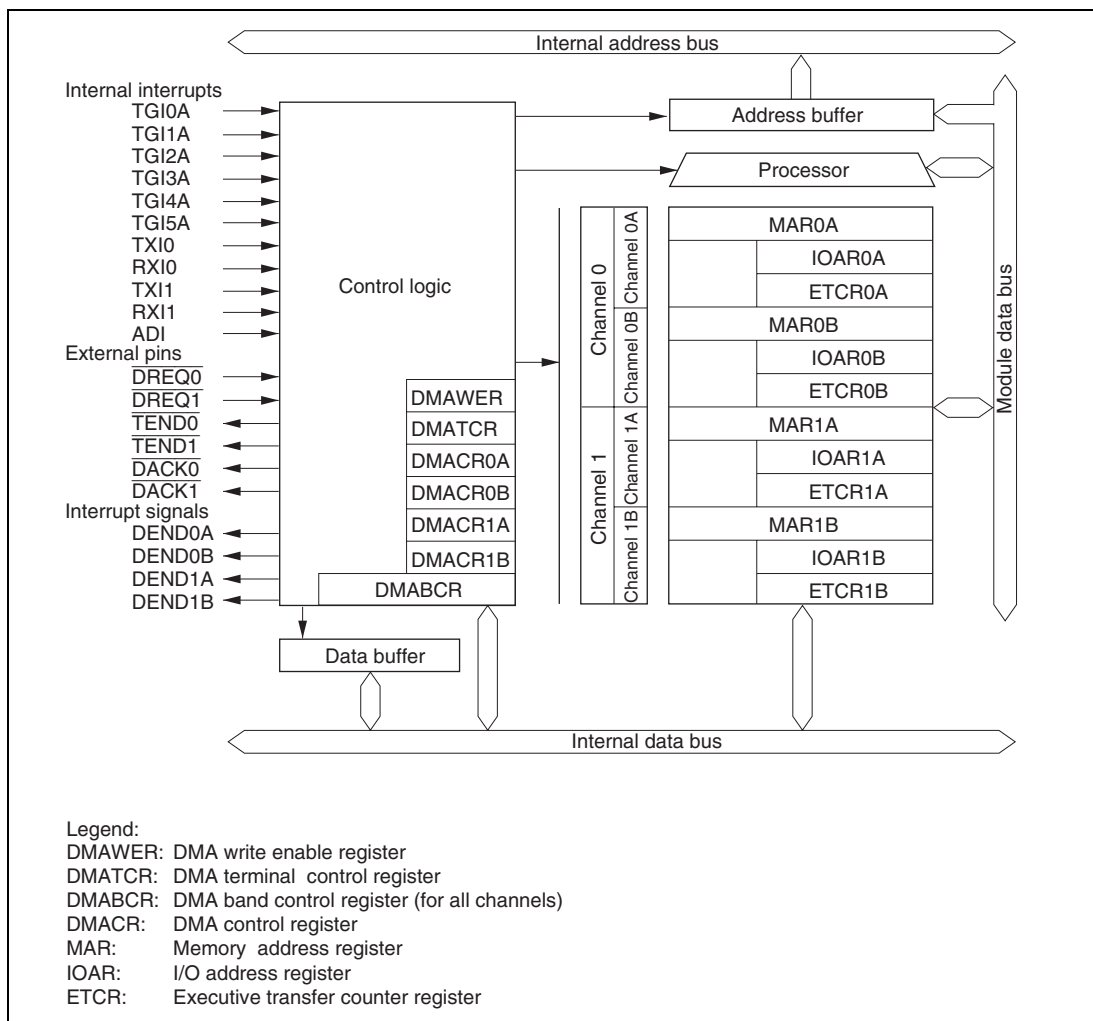 Internal address bus
Internal interrupts
TGI0A
TGI1A
TGI2A
TGI3A
TGI4A
TGI5A
TXI0
RXI0
TXI1
RXI1
ADI
External pins
DREQ0
DREQ1
TEND0
TEND1
DACK0
DACK1
Interrupt signals
DEND0A
DEND0B
DEND1A
DEND1B
Control logic
DMAWER
DMATCR
DMACR0A
DMACR0B
DMACR1A
DMACR1B
DMABCR
Data buffer
Address buffer
Processor
Channel 0
Channel 0A
Channel 0B
Channel 1
Channel 1A
Channel 1B
MAR0A
IOAR0A
ETCR0A
MAR0B
IOAR0B
ETCR0B
MAR1A
IOAR1A
ETCR1A
MAR1B
IOAR1B
ETCR1B
Module data bus
Internal data bus
Legend:
DMAWER: DMA write enable register
DMATCR: DMA terminal control register
DMABCR: DMA band control register (for all channels)
DMACR: DMA control register
MAR: Memory address register
IOAR: I/O address register
ETCR: Executive transfer counter register